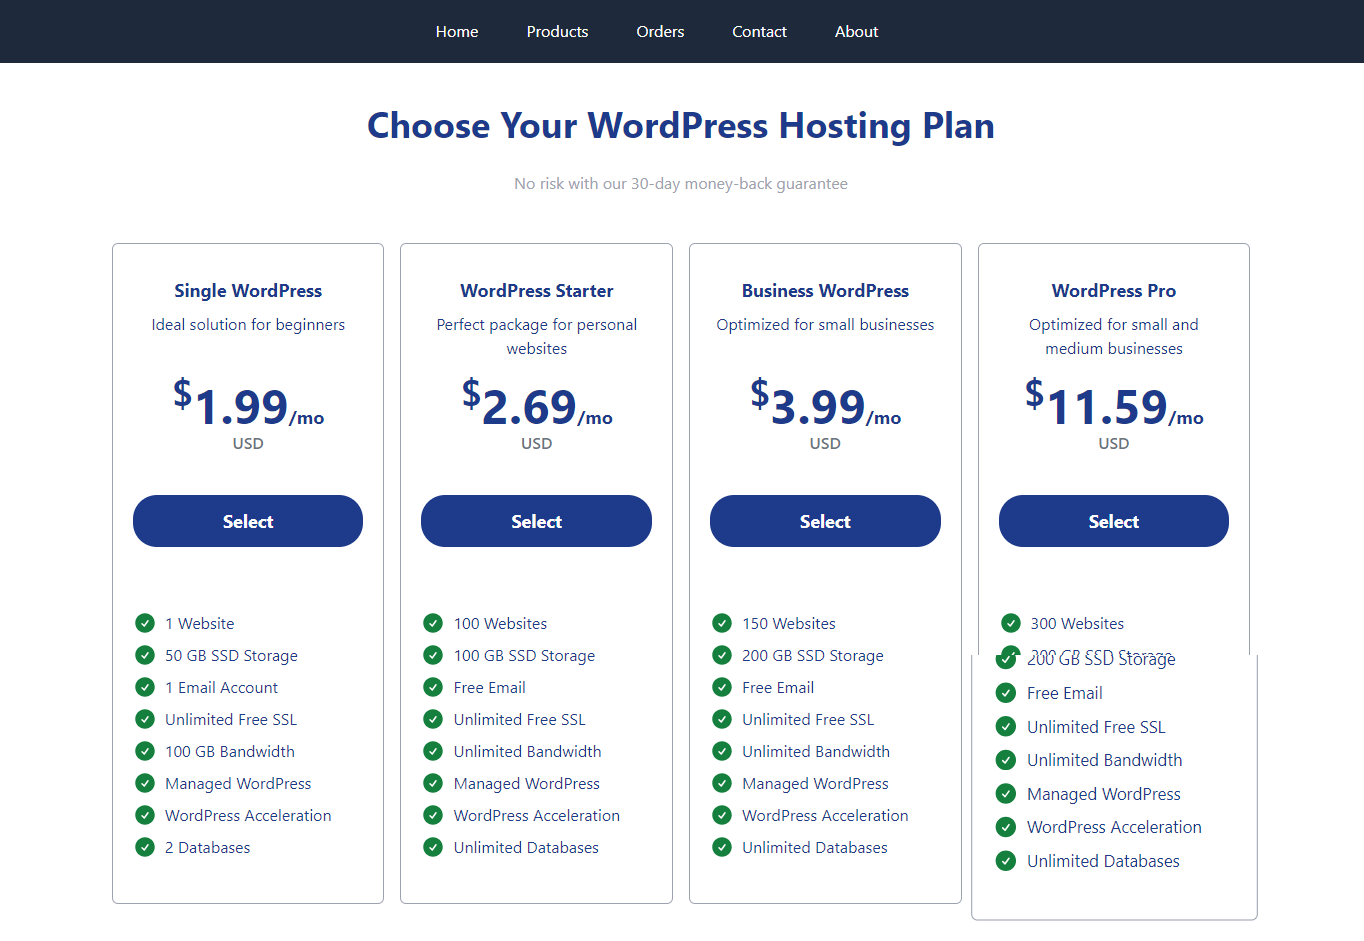 Home Products Orders Contact About
Choose Your WordPress Hosting Plan
No risk with our 30-day money-back guarantee
Single WordPress
Ideal solution for beginners
$1.99/mo
USD
Select
1 Website
50 GB SSD Storage
1 Email Account
Unlimited Free SSL
100 GB Bandwidth
Managed WordPress
WordPress Acceleration
2 Databases
WordPress Starter
Perfect package for personal
websites
$2.69/mo
USD
Select
100 Websites
100 GB SSD Storage
Free Email
Unlimited Free SSL
Unlimited Bandwidth
Managed WordPress
WordPress Acceleration
Unlimited Databases
Business WordPress
Optimized for small businesses
$3.99/mo
USD
Select
150 Websites
200 GB SSD Storage
Free Email
Unlimited Free SSL
Unlimited Bandwidth
Managed WordPress
WordPress Acceleration
Unlimited Databases
WordPress Pro
Optimized for small and
medium businesses
$11.59/mo
USD
Select
300 Websites
200 GB SSD Storage
Free Email
Unlimited Free SSL
Unlimited Bandwidth
Managed WordPress
WordPress Acceleration
Unlimited Databases